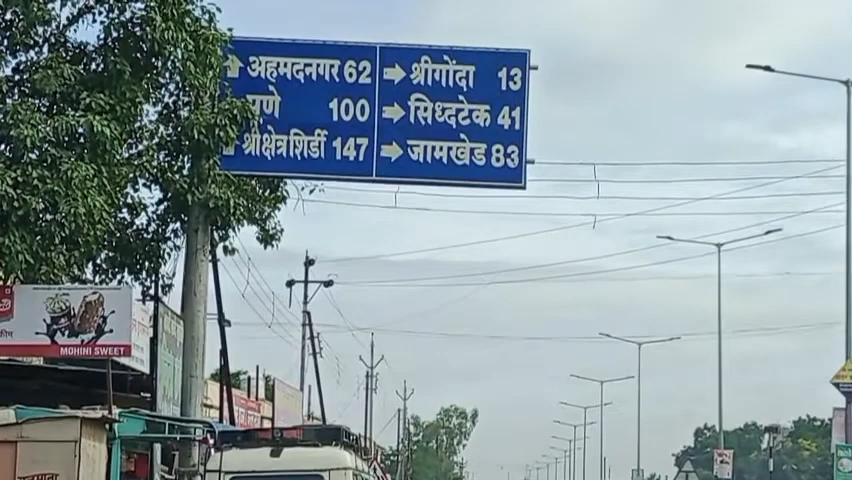 अहमदनगर 62
पुणे 100
श्रीक्षेत्रशिर्डी 147
श्रीगोंदा 13
सिध्दटेक 41
जामखेड 83
MOHINI SWEET